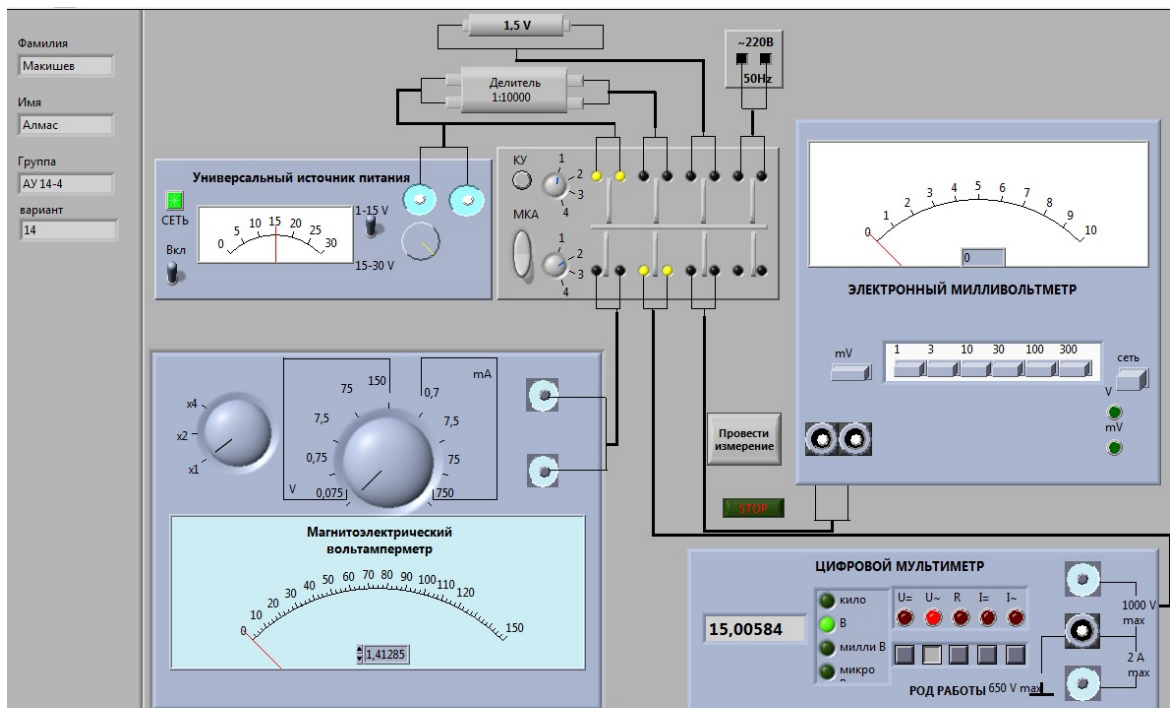 Фамилия
Макишев
Имя
Алмас
Группа
АУ 14-4
вариант
14
1,5 V
Делитель
1:10000
~220В
50Hz
Универсальный источник питания
СЕТЬ
Вкл
0 5 10 15 20 25 30
1-15 V
15-30 V
КУ
1
2
3
4
МКА
1
2
3
4
0 1 2 3 4 5 6 7 8 9 10
0
ЭЛЕКТРОННЫЙ МИЛЛИВОЛЬТМЕТР
mV
1 3 10 30 100 300
сеть
V
mV
x4
x2
x1
150
75
7,5
0,75
0,075
V
mA
0,7
7,5
75
750
Магнитоэлектрический
вольтамперметр
0 10 20 30 40 50 60 70 80 90 100 110 120 150
1,41285
Провести
измерение
STOP
ЦИФРОВОЙ МУЛЬТИМЕТР
15,00584
кило
В
милли В
микро
U= U~ R I= I~
РОД РАБОТЫ
650 V max
1000 V
max
2 A
max